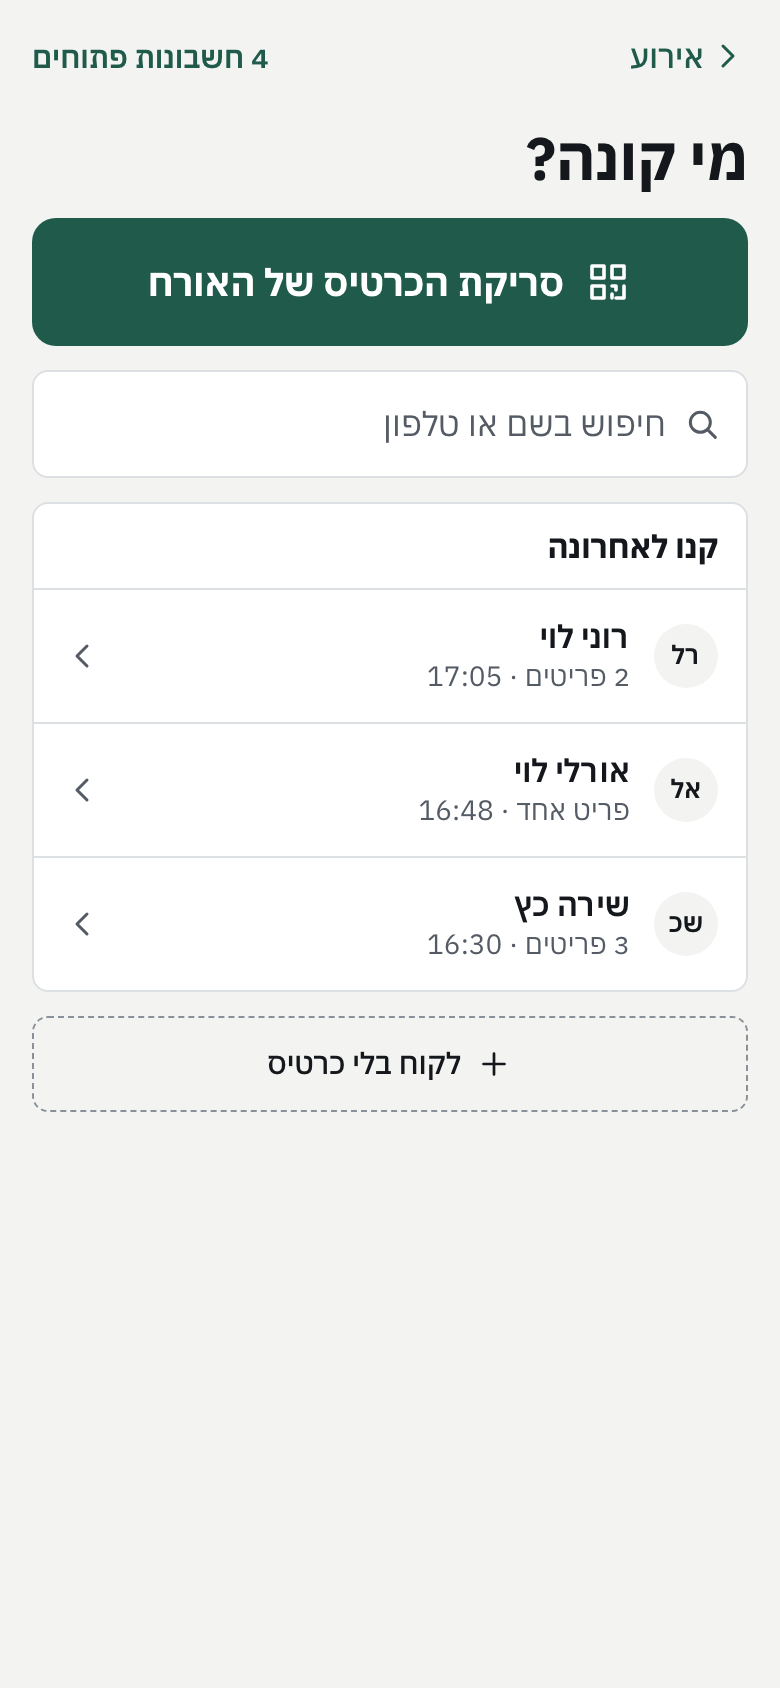 אירוע
4 חשבונות פתוחים
מי קונה?
סריקת הכרטיס של האורח
חיפוש בשם או טלפון
קנו לאחרונה
רל
רוני לוי
2 פריטים · 17:05
אל
אורלי לוי
פריט אחד · 16:48
שכ
שירה כץ
3 פריטים · 16:30
לקוח בלי כרטיס